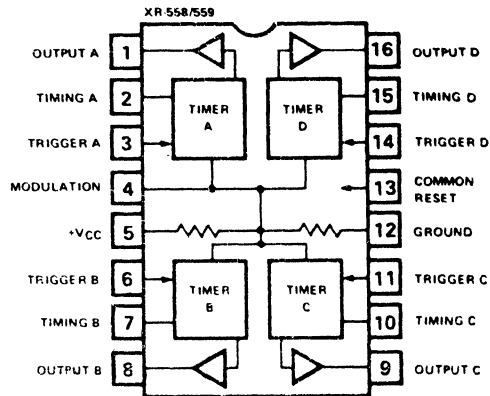 XR-558/559
OUTPUT A 1
16 OUTPUT D
TIMING A 2
15 TIMING D
TIMER
A
TIMER
D
TRIGGER A 3
14 TRIGGER D
MODULATION 4
13 COMMON
RESET
+VCC 5
12 GROUND
TRIGGER B 6
11 TRIGGER C
TIMER
B
TIMER
C
TIMING B 7
10 TIMING C
OUTPUT B 8
9 OUTPUT C